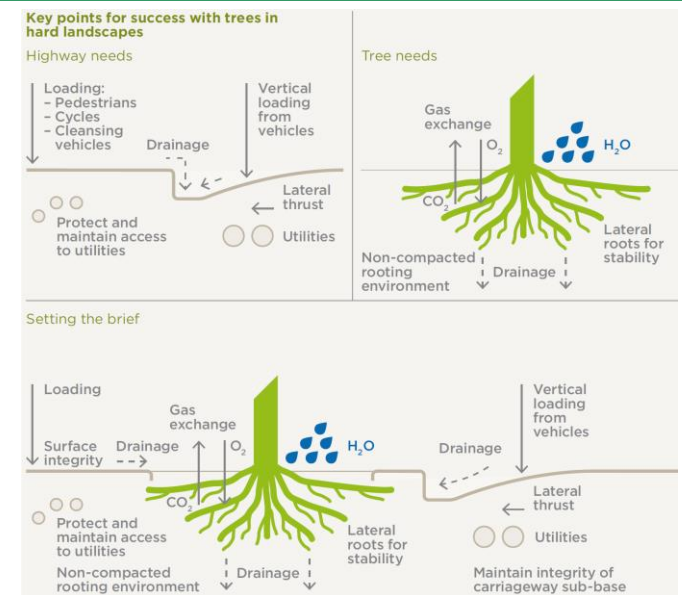 Key points for success with trees in
hard landscapes
Highway needs
Loading:
– Pedestrians
– Cycles
– Cleansing
vehicles
Drainage
Vertical
loading
from
vehicles
Lateral
thrust
Protect and
maintain access
to utilities
Utilities
Tree needs
Gas
exchange
O₂
H₂O
CO₂
Lateral
roots for
stability
Non-compacted
rooting
environment
Drainage
Setting the brief
Loading
Surface
integrity
Drainage
Gas
exchange
O₂
H₂O
CO₂
Protect and
maintain access
to utilities
Non-compacted
rooting environment
Drainage
Lateral
roots for
stability
Drainage
Vertical
loading
from
vehicles
Lateral
thrust
Utilities
Maintain integrity of
carriageway sub-base